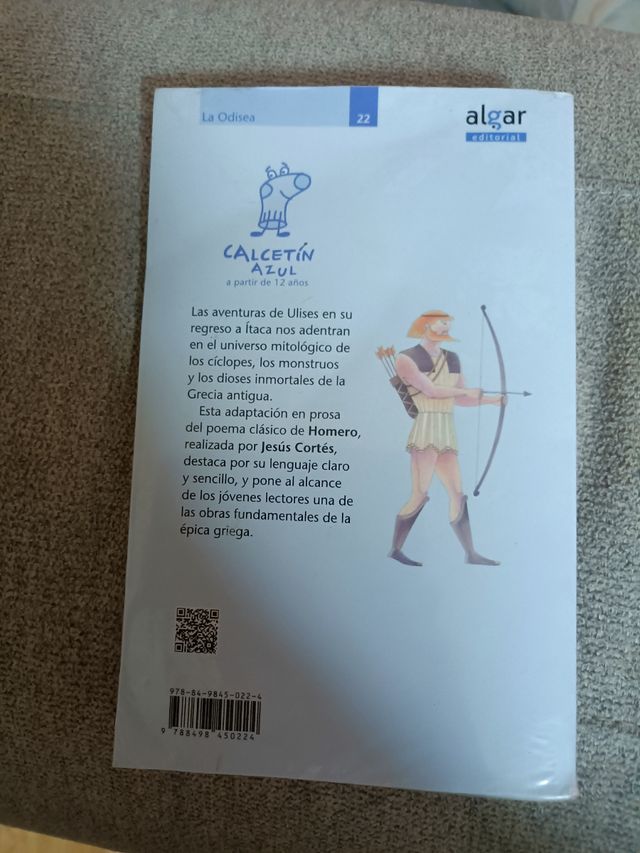 La Odisea
22
algar
editorial
CALCETÍN
AZUL
a partir de 12 años
Las aventuras de Ulises en su
regreso a Ítaca nos adentran
en el universo mitológico de
los cíclopes, los monstruos
y los dioses inmortales de la
Grecia antigua.
Esta adaptación en prosa
del poema clásico de Homero,
realizada por Jesús Cortés,
destaca por su lenguaje claro
y sencillo, y pone al alcance
de los jóvenes lectores una de
las obras fundamentales de la
épica griega.
978-84-9845-022-4
9 788498 450224